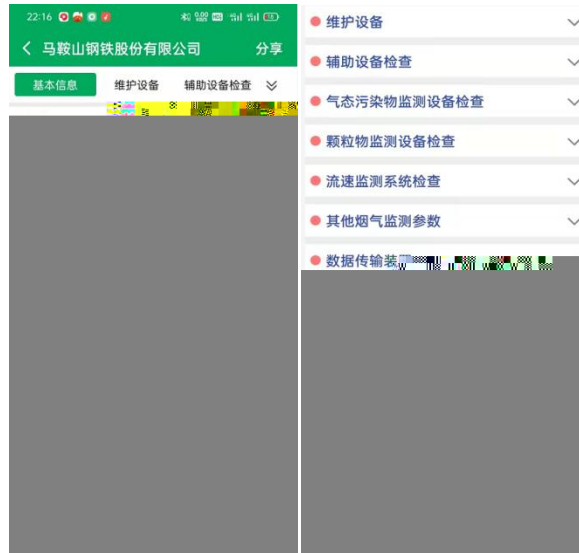 22:16
马鞍山钢铁股份有限公司 分享
基本信息 维护设备 辅助设备检查
维护设备
辅助设备检查
气态污染物监测设备检查
颗粒物监测设备检查
流速监测系统检查
其他烟气监测参数
数据传输装